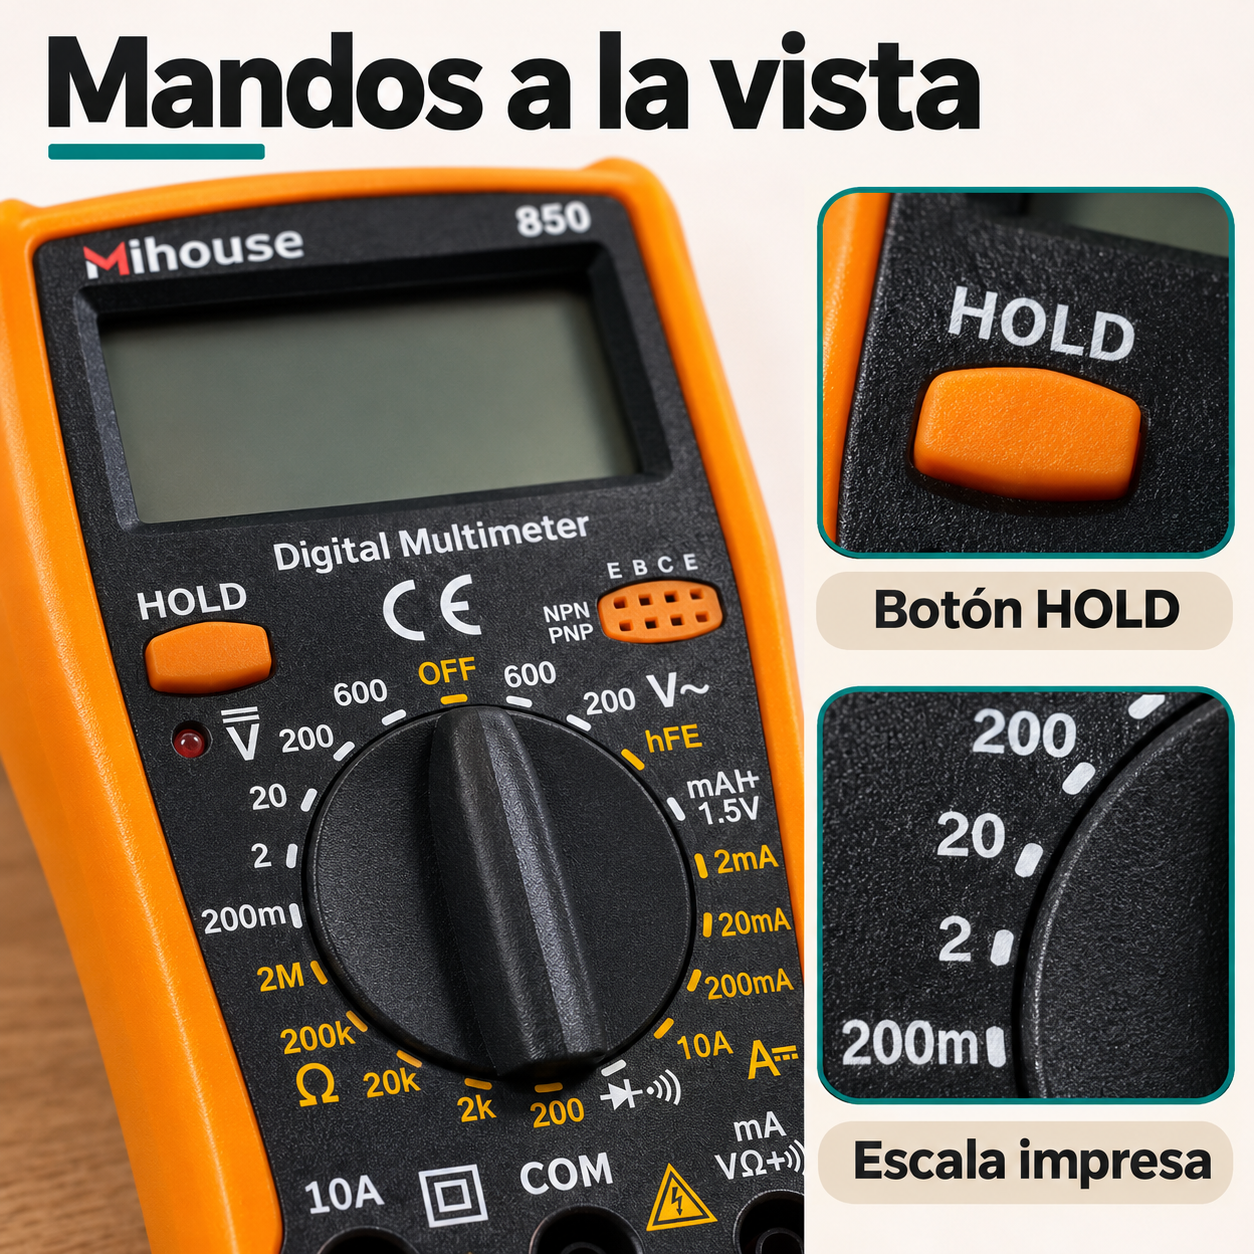 Mandos a la vista
Mihouse
850
Digital Multimeter
HOLD
CE
E B C E
NPN
PNP
OFF
600
600
200
V~
200
V
hFE
20
mAH
1.5V
2
2mA
200m
20mA
2M
200mA
200k
10A
A
Ω
20k
2k
200
10A
COM
mA
VΩ+
HOLD
Botón HOLD
200
20
2
200m
Escala impresa